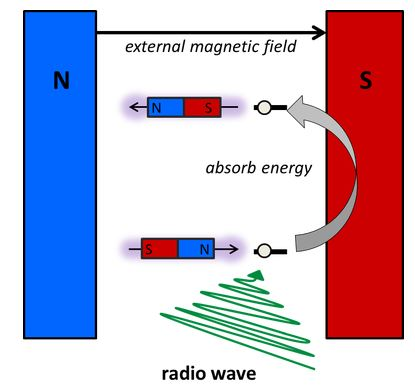 external magnetic field
N
S
N S
absorb energy
S N
radio wave